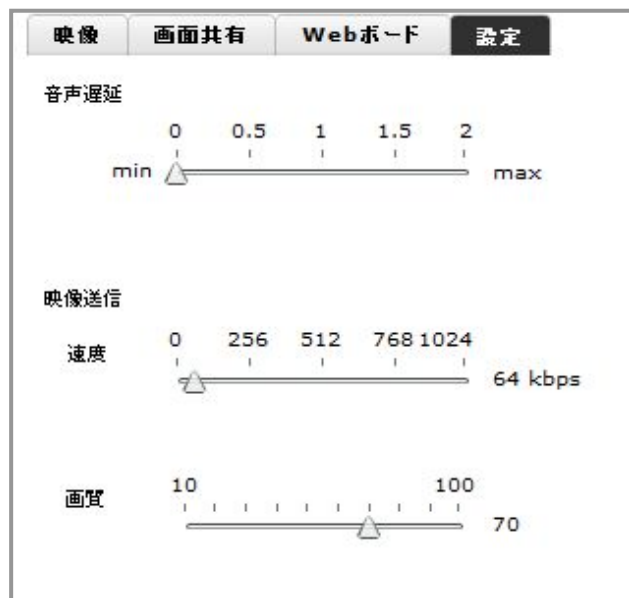 映像 画面共有 Webボード 設定
音声遅延
0 0.5 1 1.5 2
min max
映像送信
速度 0 256 512 768 1024
64 kbps
画質 10 100
70